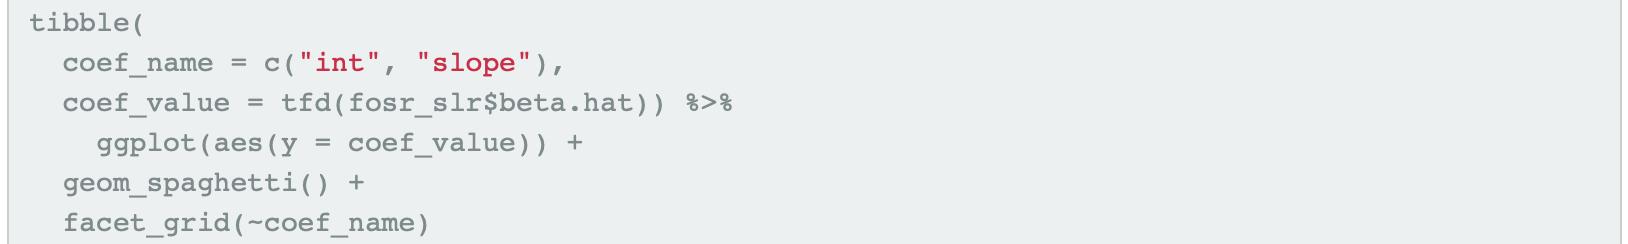 tibble(
  coef_name = c("int", "slope"),
  coef_value = tfd(fosr_slr$beta.hat)) %>%
    ggplot(aes(y = coef_value)) +
  geom_spaghetti() +
  facet_grid(~coef_name)